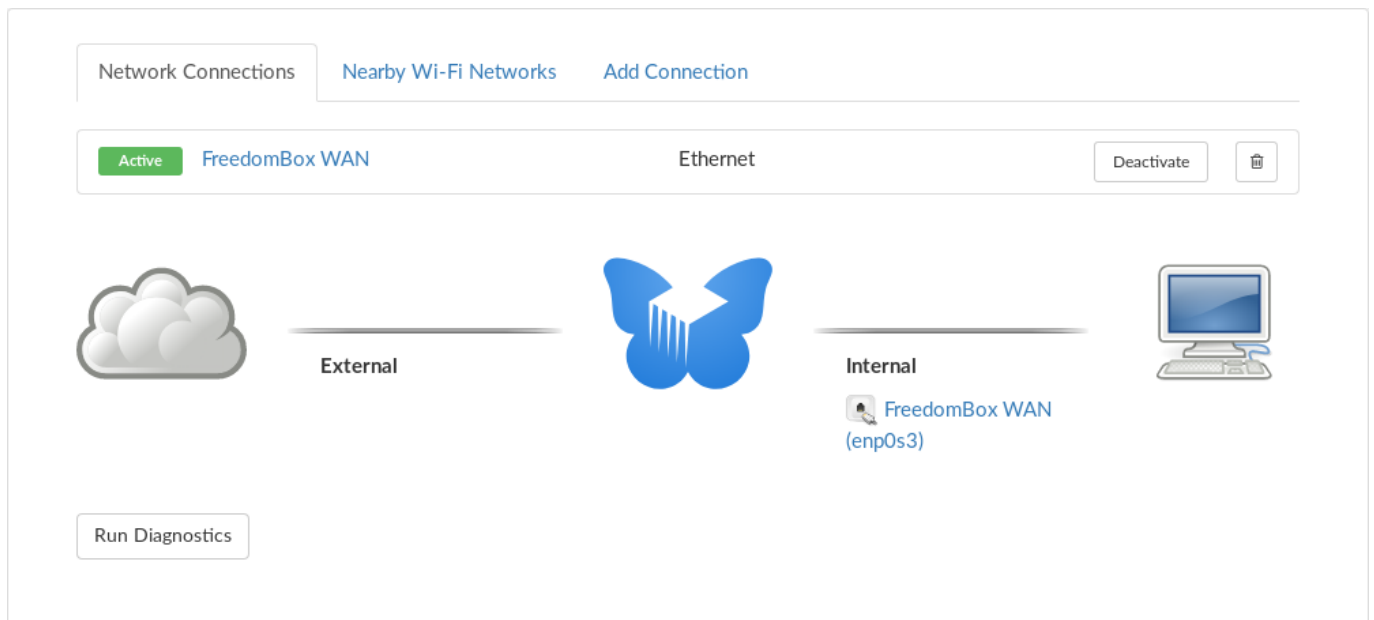 Network Connections Nearby Wi-Fi Networks Add Connection
Active FreedomBox WAN Ethernet Deactivate
External Internal
FreedomBox WAN
(enp0s3)
Run Diagnostics